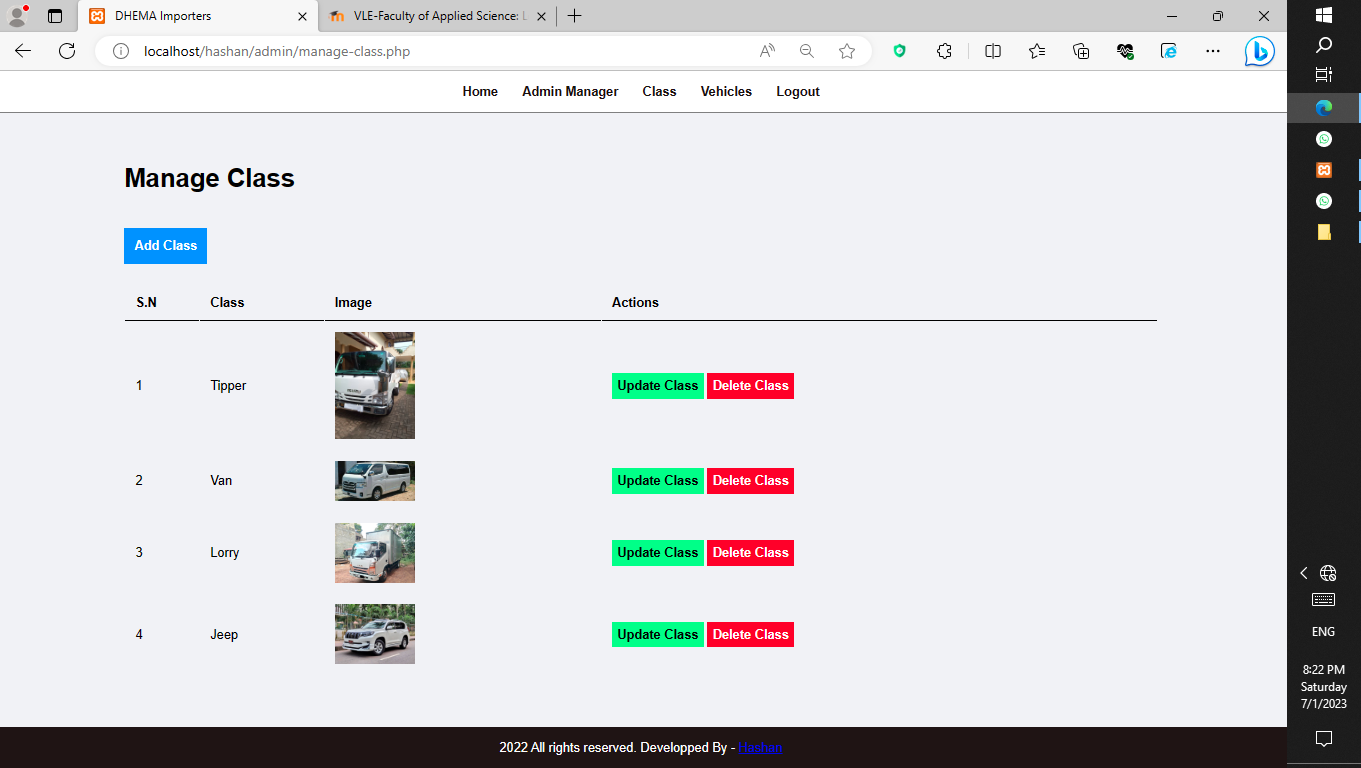 DHEMA Importers
VLE-Faculty of Applied Science: L
localhost/hashan/admin/manage-class.php
Home Admin Manager Class Vehicles Logout
Manage Class
Add Class
S.N Class Image Actions
1 Tipper Update Class Delete Class
2 Van Update Class Delete Class
3 Lorry Update Class Delete Class
4 Jeep Update Class Delete Class
2022 All rights reserved. Developped By - Hashan
ENG
8:22 PM
Saturday
7/1/2023